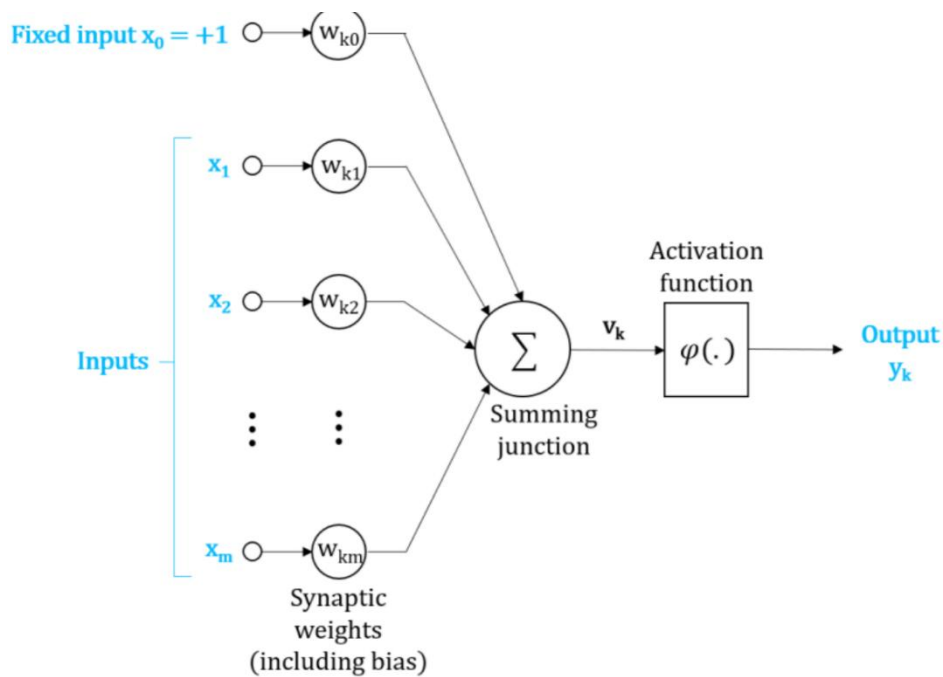 Fixed input x₀ = +1
wₖ₀
x₁
wₖ₁
Activation
function
x₂
wₖ₂
Inputs
∑
vₖ
φ(.)
Output
yₖ
Summing
junction
xₘ
wₖₘ
Synaptic
weights
(including bias)